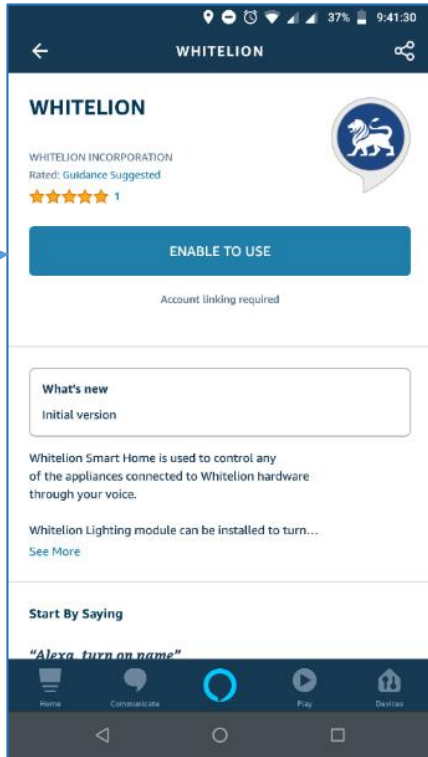 37% 9:41:30
WHITELION
WHITELION
WHITELION INCORPORATION
Rated: Guidance Suggested
1
ENABLE TO USE
Account linking required
What's new
Initial version
Whitelion Smart Home is used to control any
of the appliances connected to Whitelion hardware
through your voice.
Whitelion Lighting module can be installed to turn…
See More
Start By Saying
“Alexa, turn on name”
Home Communicate Play Devices